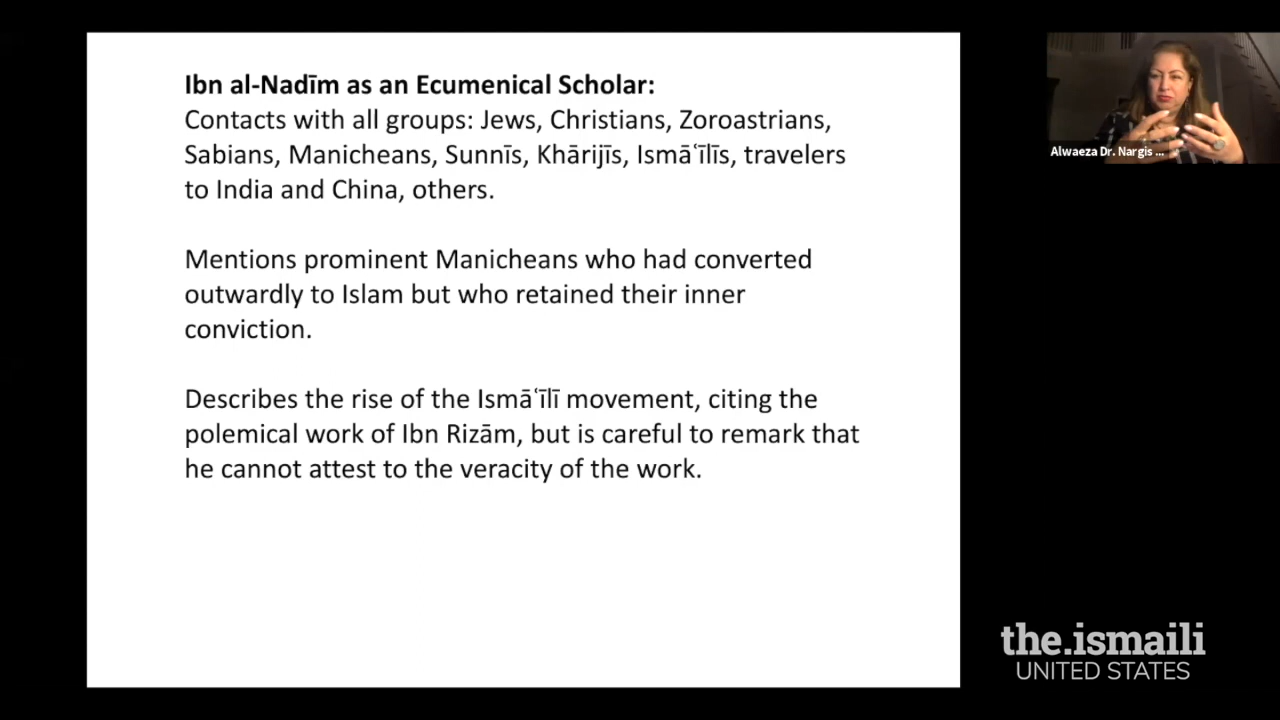 Ibn al-Nadīm as an Ecumenical Scholar:
Contacts with all groups: Jews, Christians, Zoroastrians,
Sabians, Manicheans, Sunnīs, Khārijīs, Ismāʿīlīs, travelers
to India and China, others.
Mentions prominent Manicheans who had converted
outwardly to Islam but who retained their inner
conviction.
Describes the rise of the Ismāʿīlī movement, citing the
polemical work of Ibn Rizām, but is careful to remark that
he cannot attest to the veracity of the work.
Alwaeza Dr. Nargis ...
the.ismaili
UNITED STATES